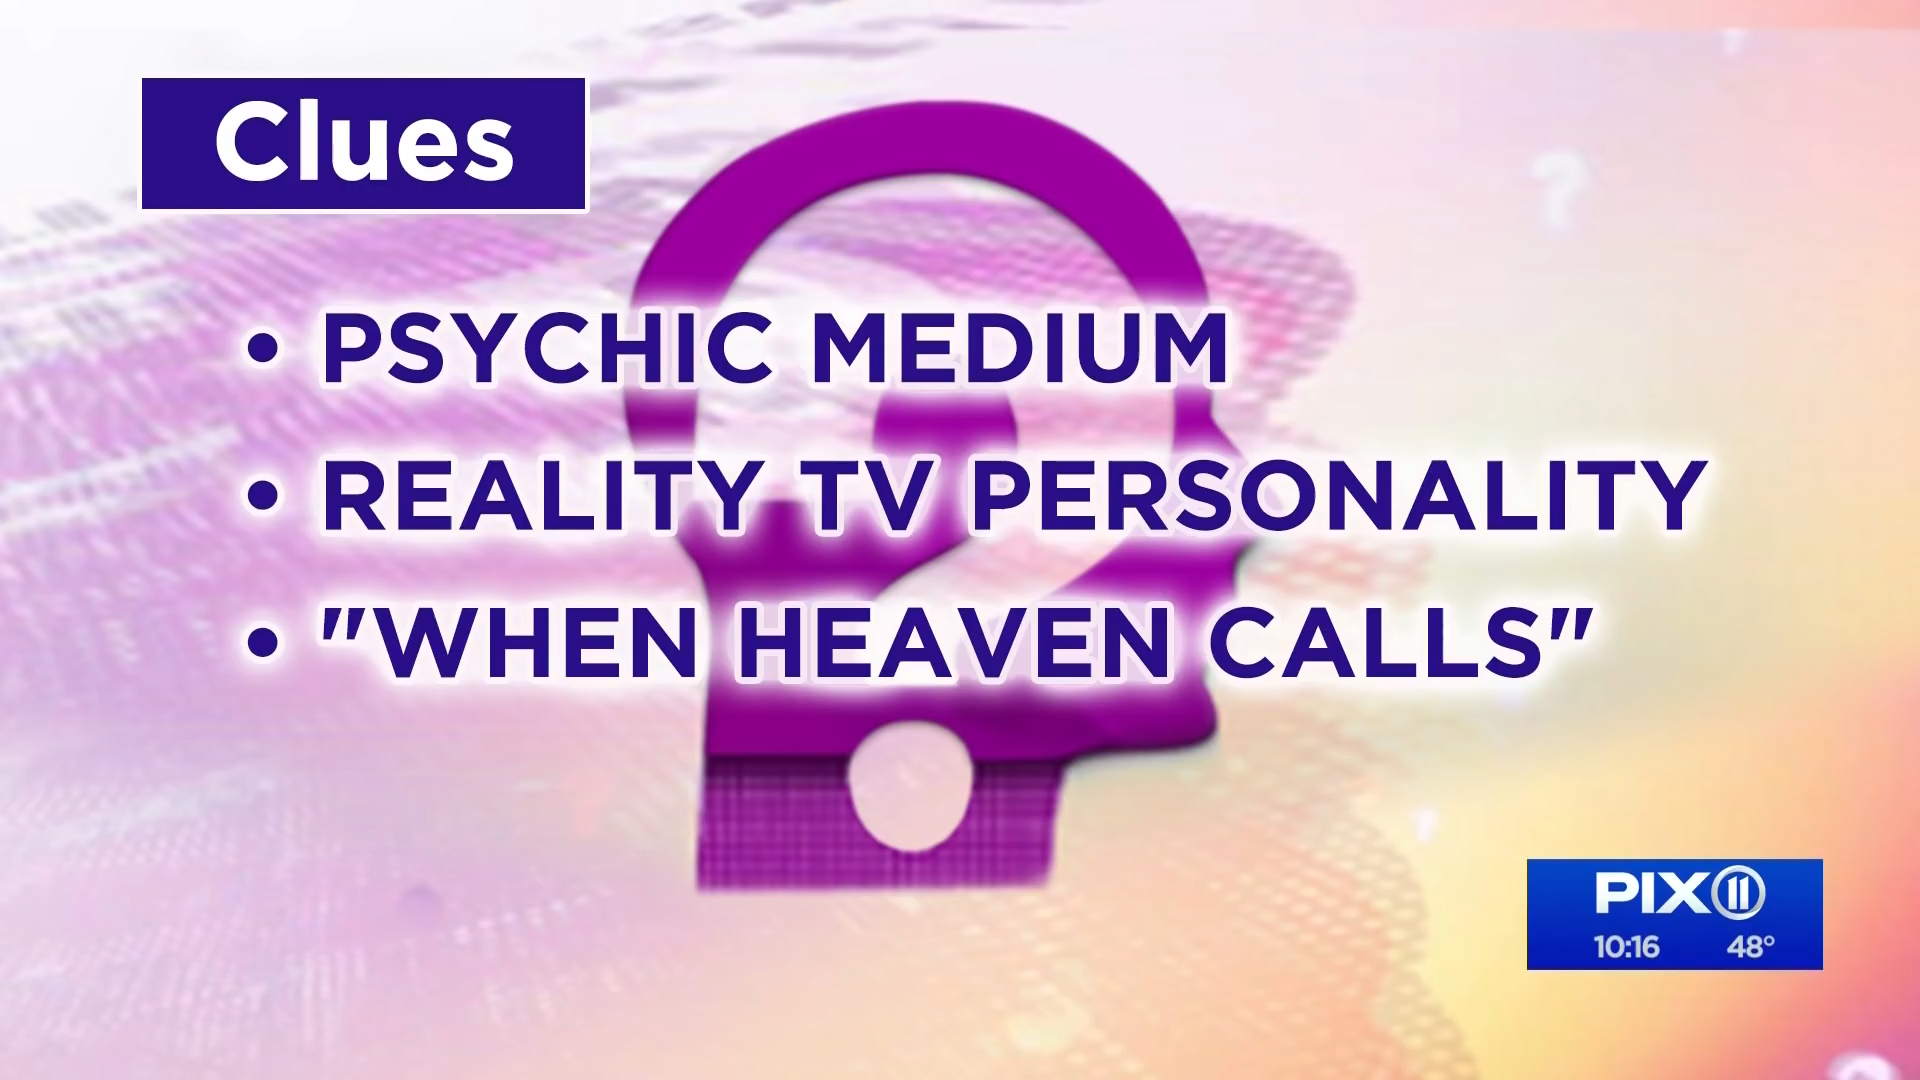 Clues
• PSYCHIC MEDIUM
• REALITY TV PERSONALITY
• "WHEN HEAVEN CALLS"
PIX11
10:16 48°